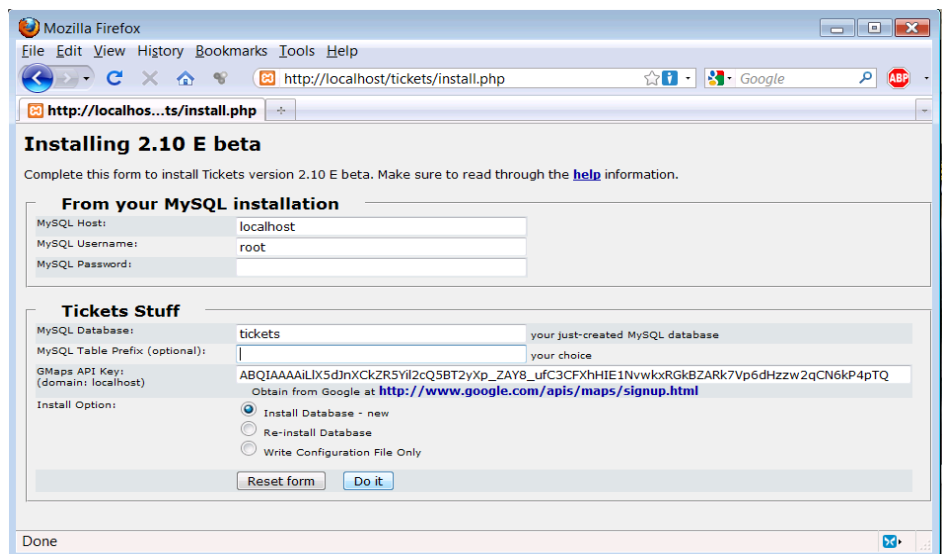 Mozilla Firefox
File Edit View History Bookmarks Tools Help
http://localhost/tickets/install.php
Google
ABP
http://localhos...ts/install.php
Installing 2.10 E beta
Complete this form to install Tickets version 2.10 E beta. Make sure to read through the help information.
From your MySQL installation
MySQL Host: localhost
MySQL Username: root
MySQL Password:
Tickets Stuff
MySQL Database: tickets your just-created MySQL database
MySQL Table Prefix (optional): your choice
GMaps API Key:
(domain: localhost)
ABQIAAAAiLlX5dJnXCkZR5Yil2cQ5BT2yXp_ZAY8_ufC3CFXhHIE1NvwkxRGkBZARk7Vp6dHzzw2qCN6kP4pTQ
Obtain from Google at http://www.google.com/apis/maps/signup.html
Install Option:
Install Database - new
Re-install Database
Write Configuration File Only
Reset form Do it
Done